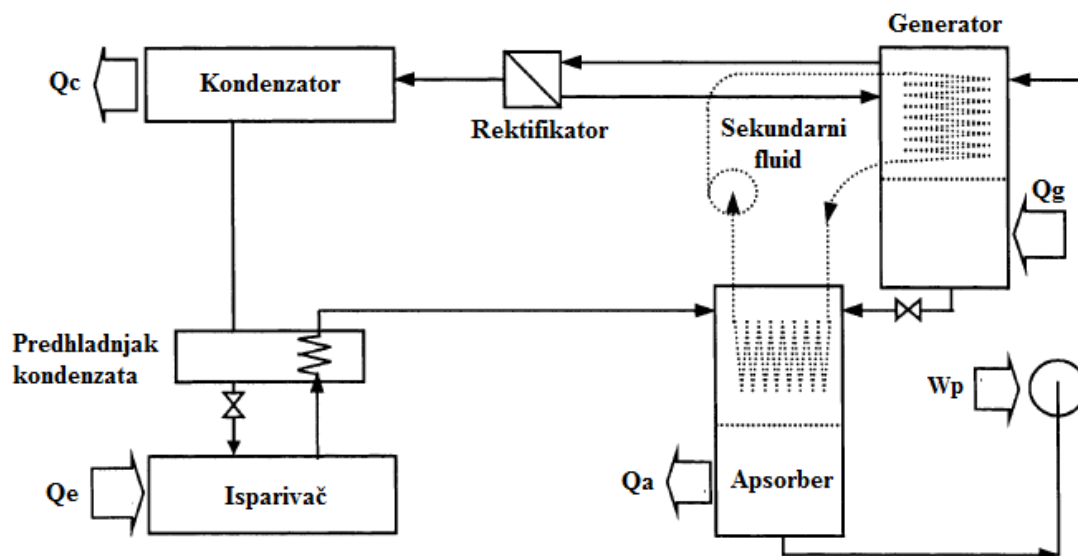 Generator
Qc
Kondenzator
Rektifikator
Sekundarni
fluid
Qg
Predhladnjak
kondenzata
Wp
Qe
Isparivač
Qa
Apsorber